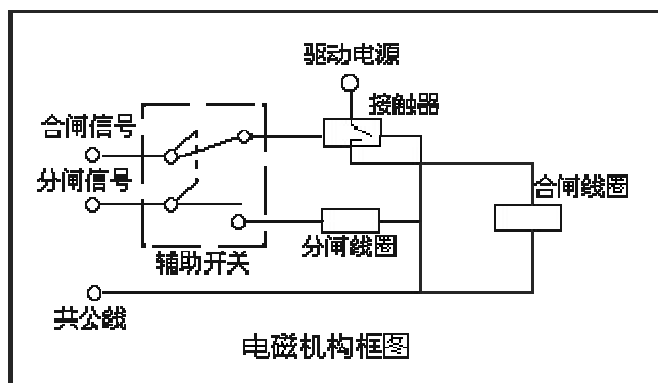 驱动电源
接触器
合闸信号
分闸信号
合闸线圈
分闸线圈
辅助开关
共公线
电磁机构框图